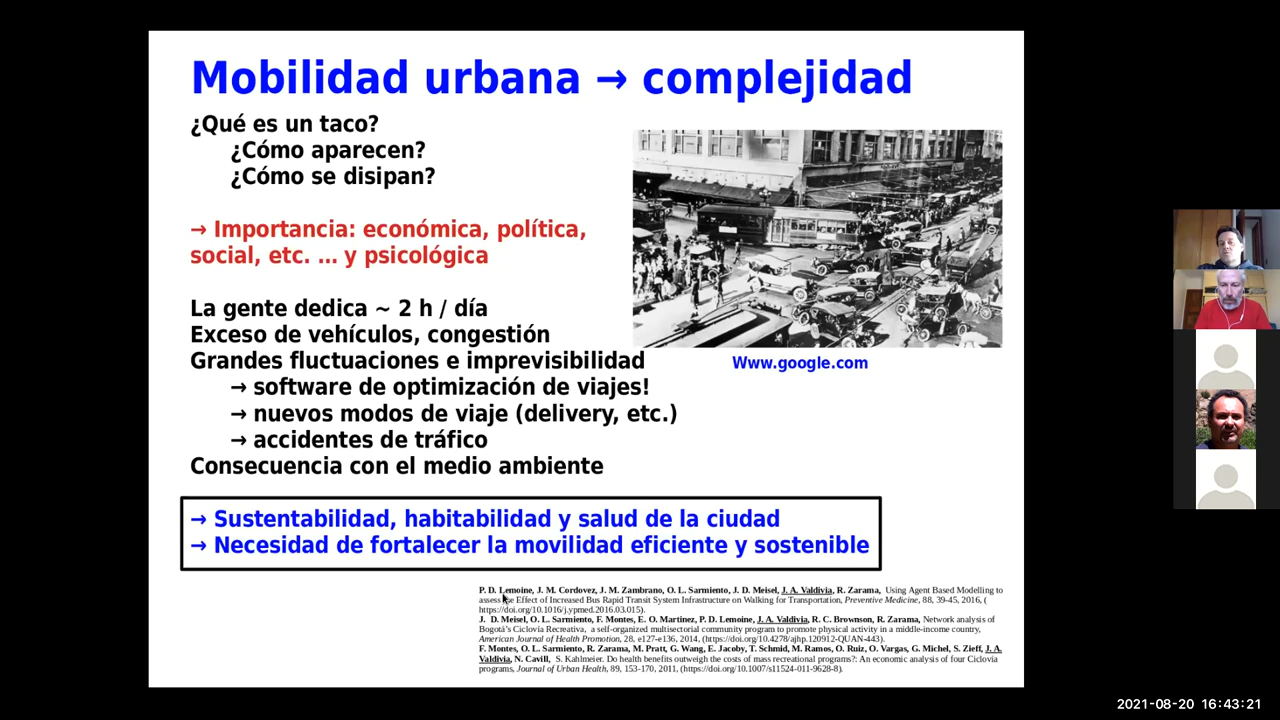 Mobilidad urbana → complejidad
¿Qué es un taco?
¿Cómo aparecen?
¿Cómo se disipan?
→ Importancia: económica, política,
social, etc. ... y psicológica
La gente dedica ~ 2 h / día
Exceso de vehículos, congestión
Grandes fluctuaciones e imprevisibilidad
→ software de optimización de viajes!
→ nuevos modos de viaje (delivery, etc.)
→ accidentes de tráfico
Consecuencia con el medio ambiente
Www.google.com
→ Sustentabilidad, habitabilidad y salud de la ciudad
→ Necesidad de fortalecer la movilidad eficiente y sostenible
P. D. Lemoine, J. M. Cordovez, J. M. Zambrano, O. L. Sarmiento, J. D. Meisel, J. A. Valdivia, R. Zarama, Using Agent Based Modelling to
assess the Effect of Increased Bus Rapid Transit System Infrastructure on Walking for Transportation, Preventive Medicine, 88, 39-45, 2016, (
https://doi.org/10.1016/j.ypmed.2016.03.015).
J. D. Meisel, O. L. Sarmiento, F. Montes, E. O. Martinez, P. D. Lemoine, J. A. Valdivia, R. C. Brownson, R. Zarama, Network analysis of
Bogotá's Ciclovía Recreativa, a self-organized multisectorial community program to promote physical activity in a middle-income country,
American Journal of Health Promotion, 28, e127-e136, 2014, (https://doi.org/10.4278/ajhp.120912-QUAN-443).
F. Montes, O. L. Sarmiento, R. Zarama, M. Pratt, G. Wang, E. Jacoby, T. Schmid, M. Ramos, O. Ruiz, O. Vargas, G. Michel, S. Zieff, J. A.
Valdivia, N. Cavill, S. Kahlmeier. Do health benefits outweigh the costs of mass recreational programs?: An economic analysis of four Ciclovía
programs, Journal of Urban Health, 89, 153-170, 2011, (https://doi.org/10.1007/s11524-011-9628-8).
2021-08-20 16:43:21